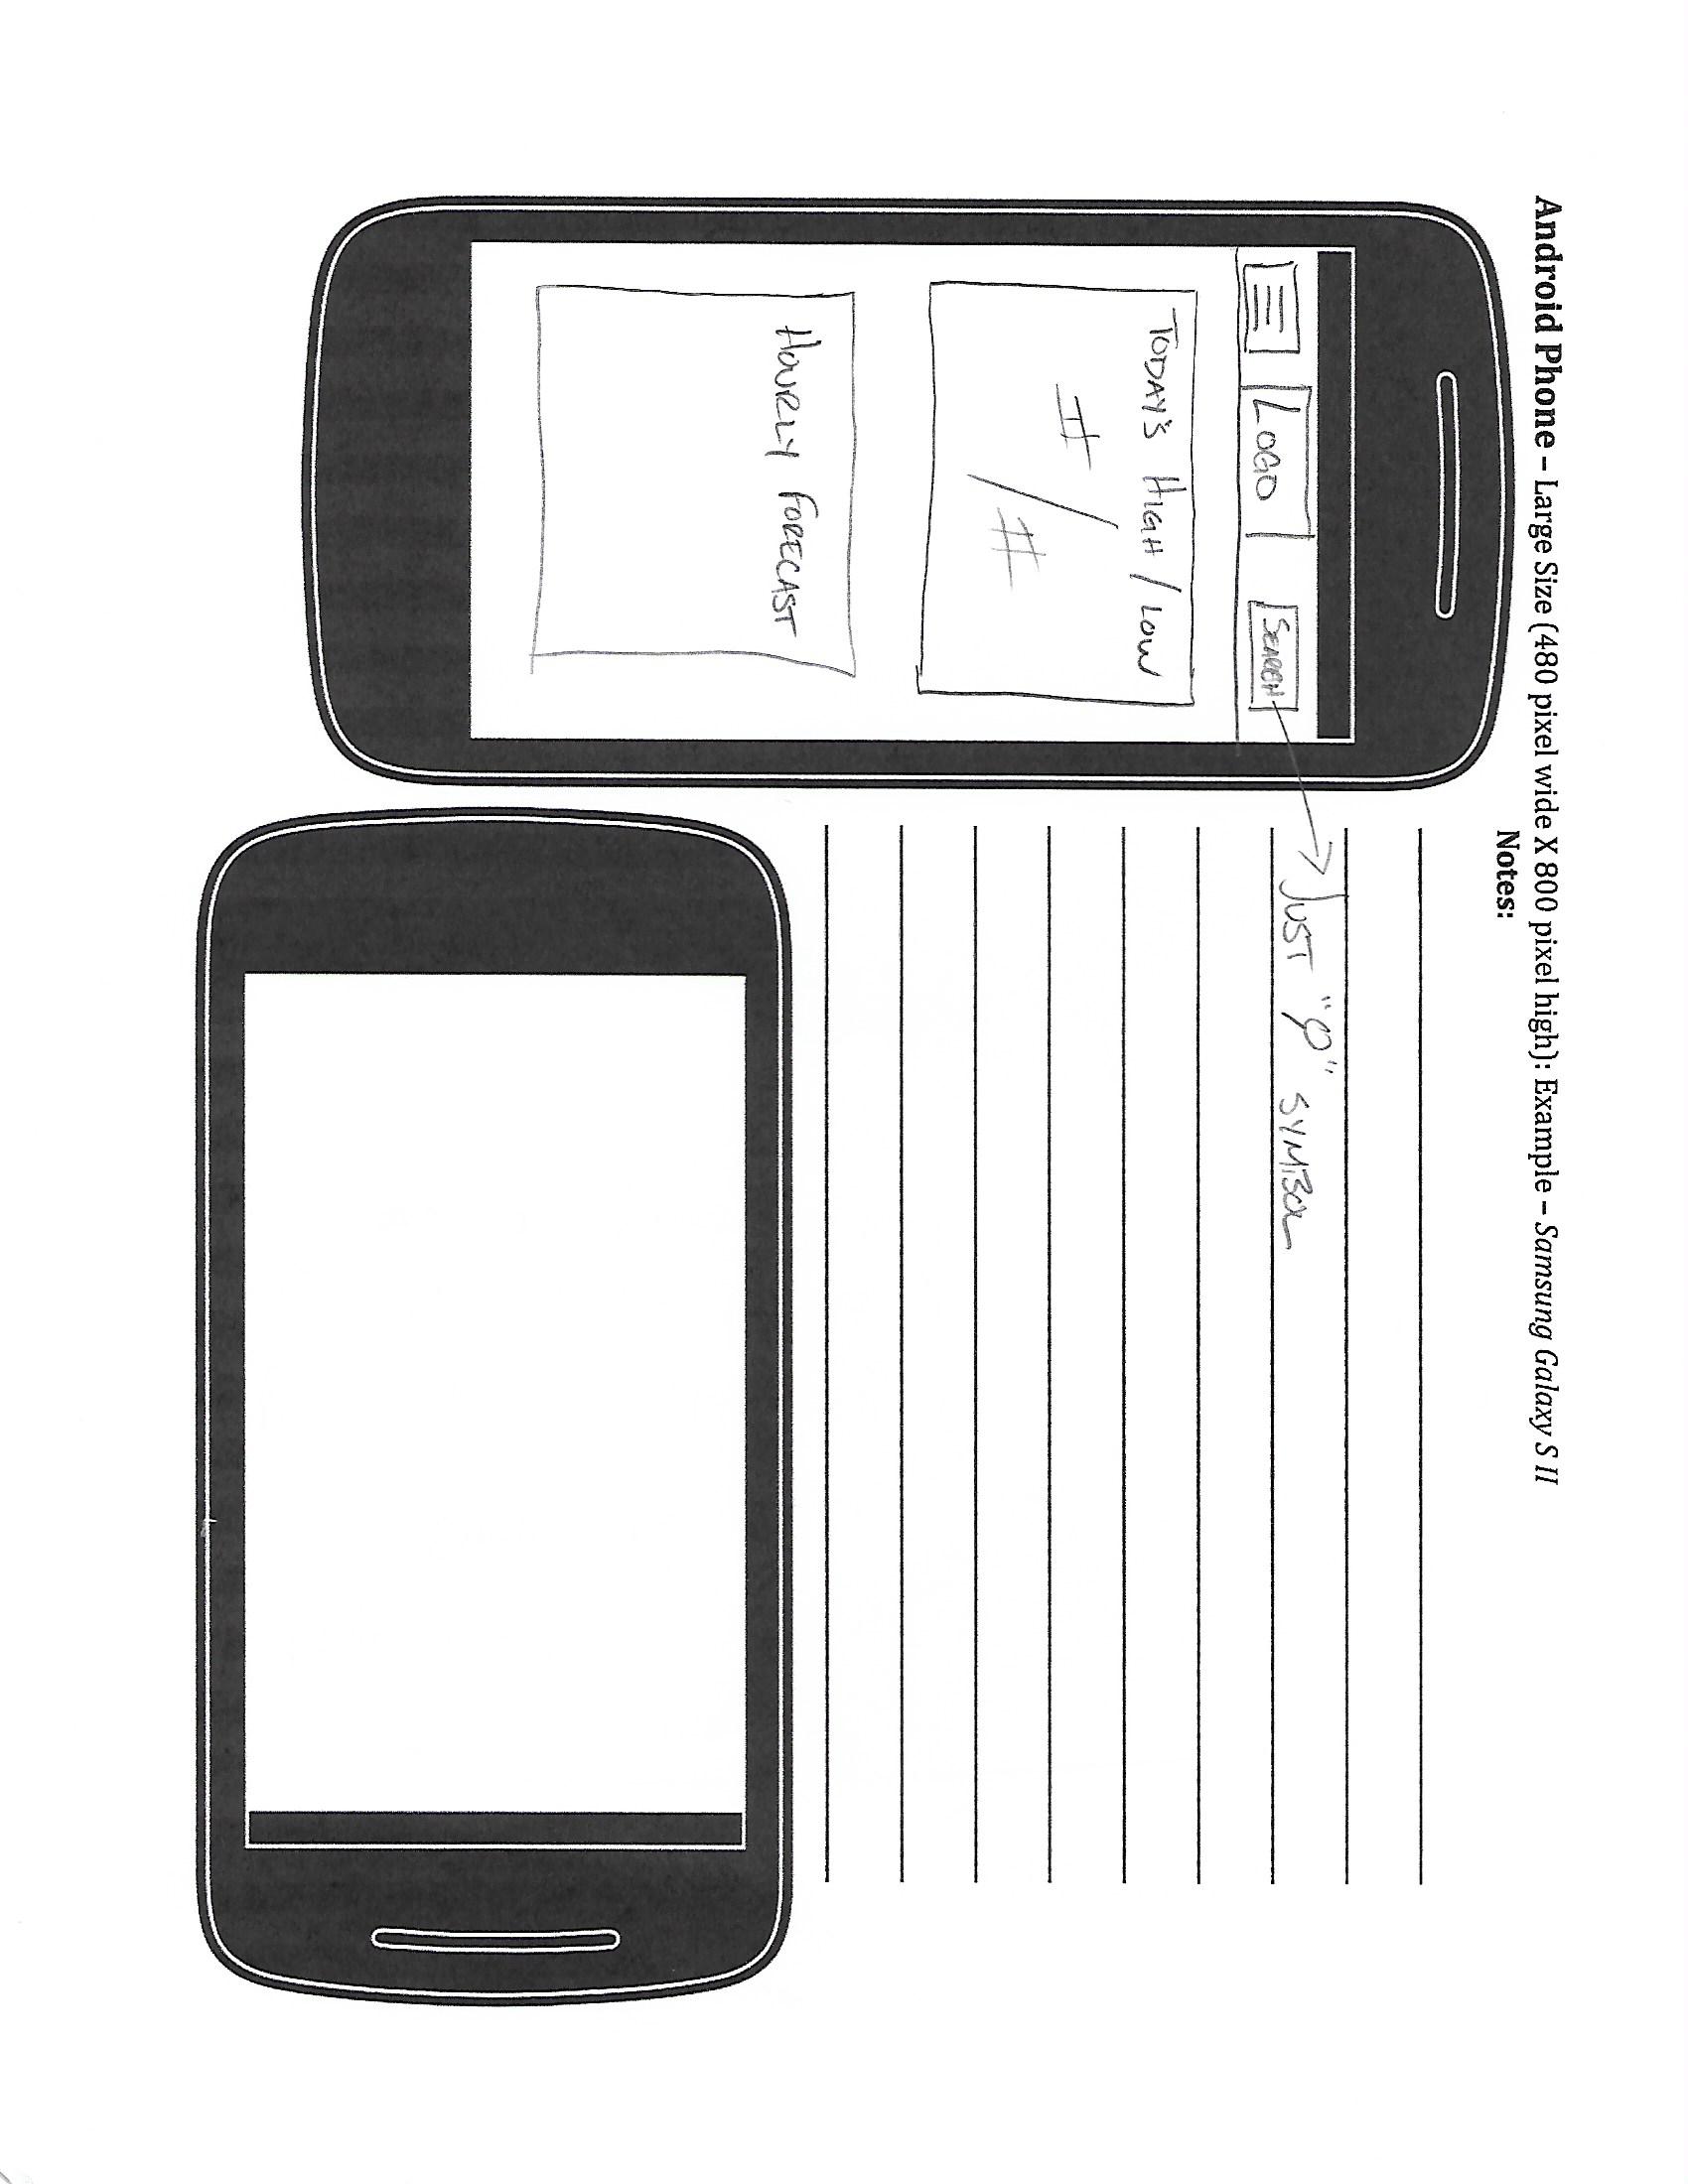 Android Phone – Large Size (480 pixel wide X 800 pixel high): Example – Samsung Galaxy S II
Notes:
LOGO
SEARCH
JUST "⌕" SYMBOL
TODAY'S HIGH / LOW
# / #
HOURLY FORECAST